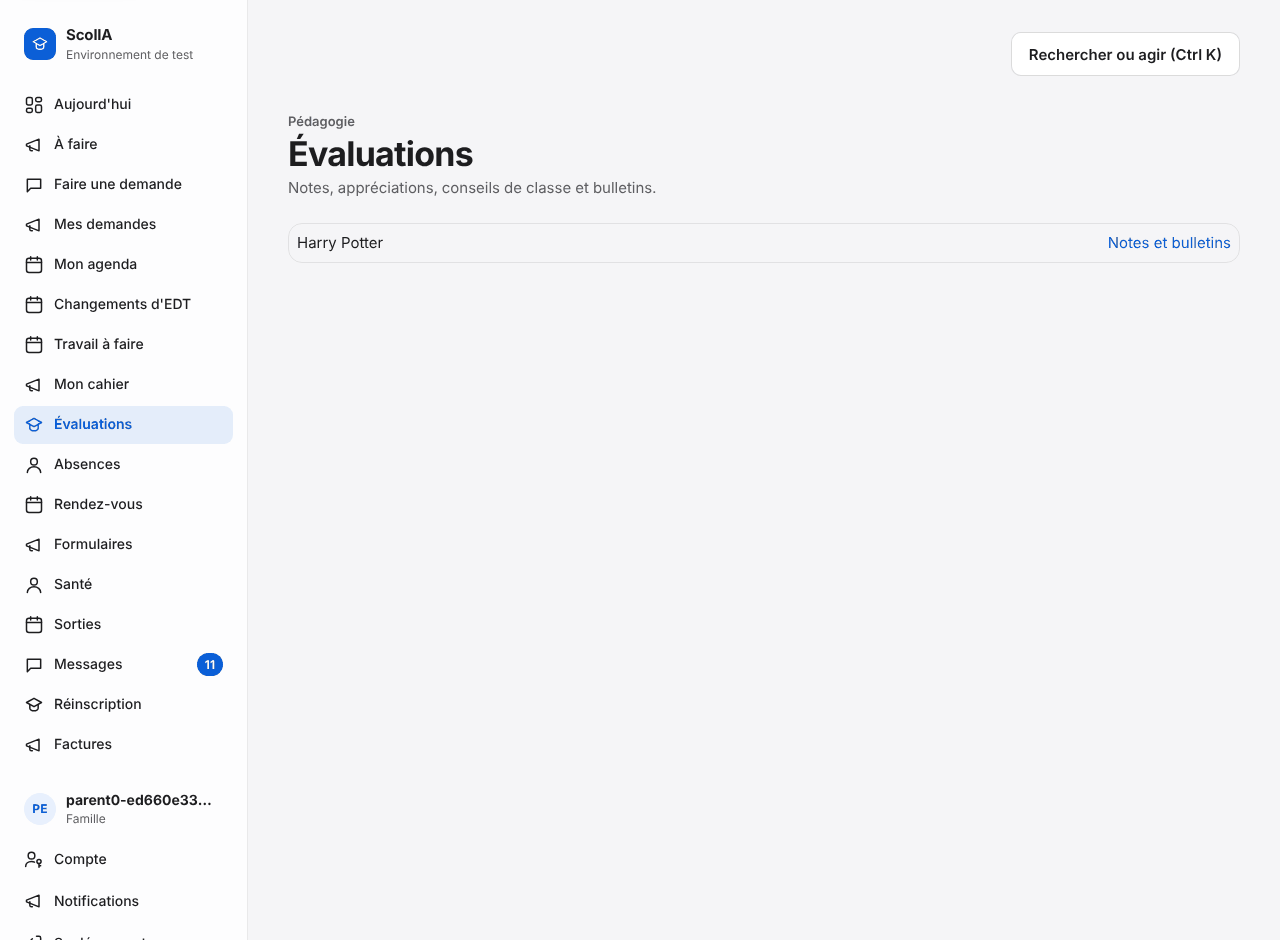 ScolIA
Environnement de test
Aujourd'hui
À faire
Faire une demande
Mes demandes
Mon agenda
Changements d'EDT
Travail à faire
Mon cahier
Évaluations
Absences
Rendez-vous
Formulaires
Santé
Sorties
Messages 11
Réinscription
Factures
PE
parent0-ed660e33...
Famille
Compte
Notifications
Rechercher ou agir (Ctrl K)
Pédagogie
Évaluations
Notes, appréciations, conseils de classe et bulletins.
Harry Potter Notes et bulletins